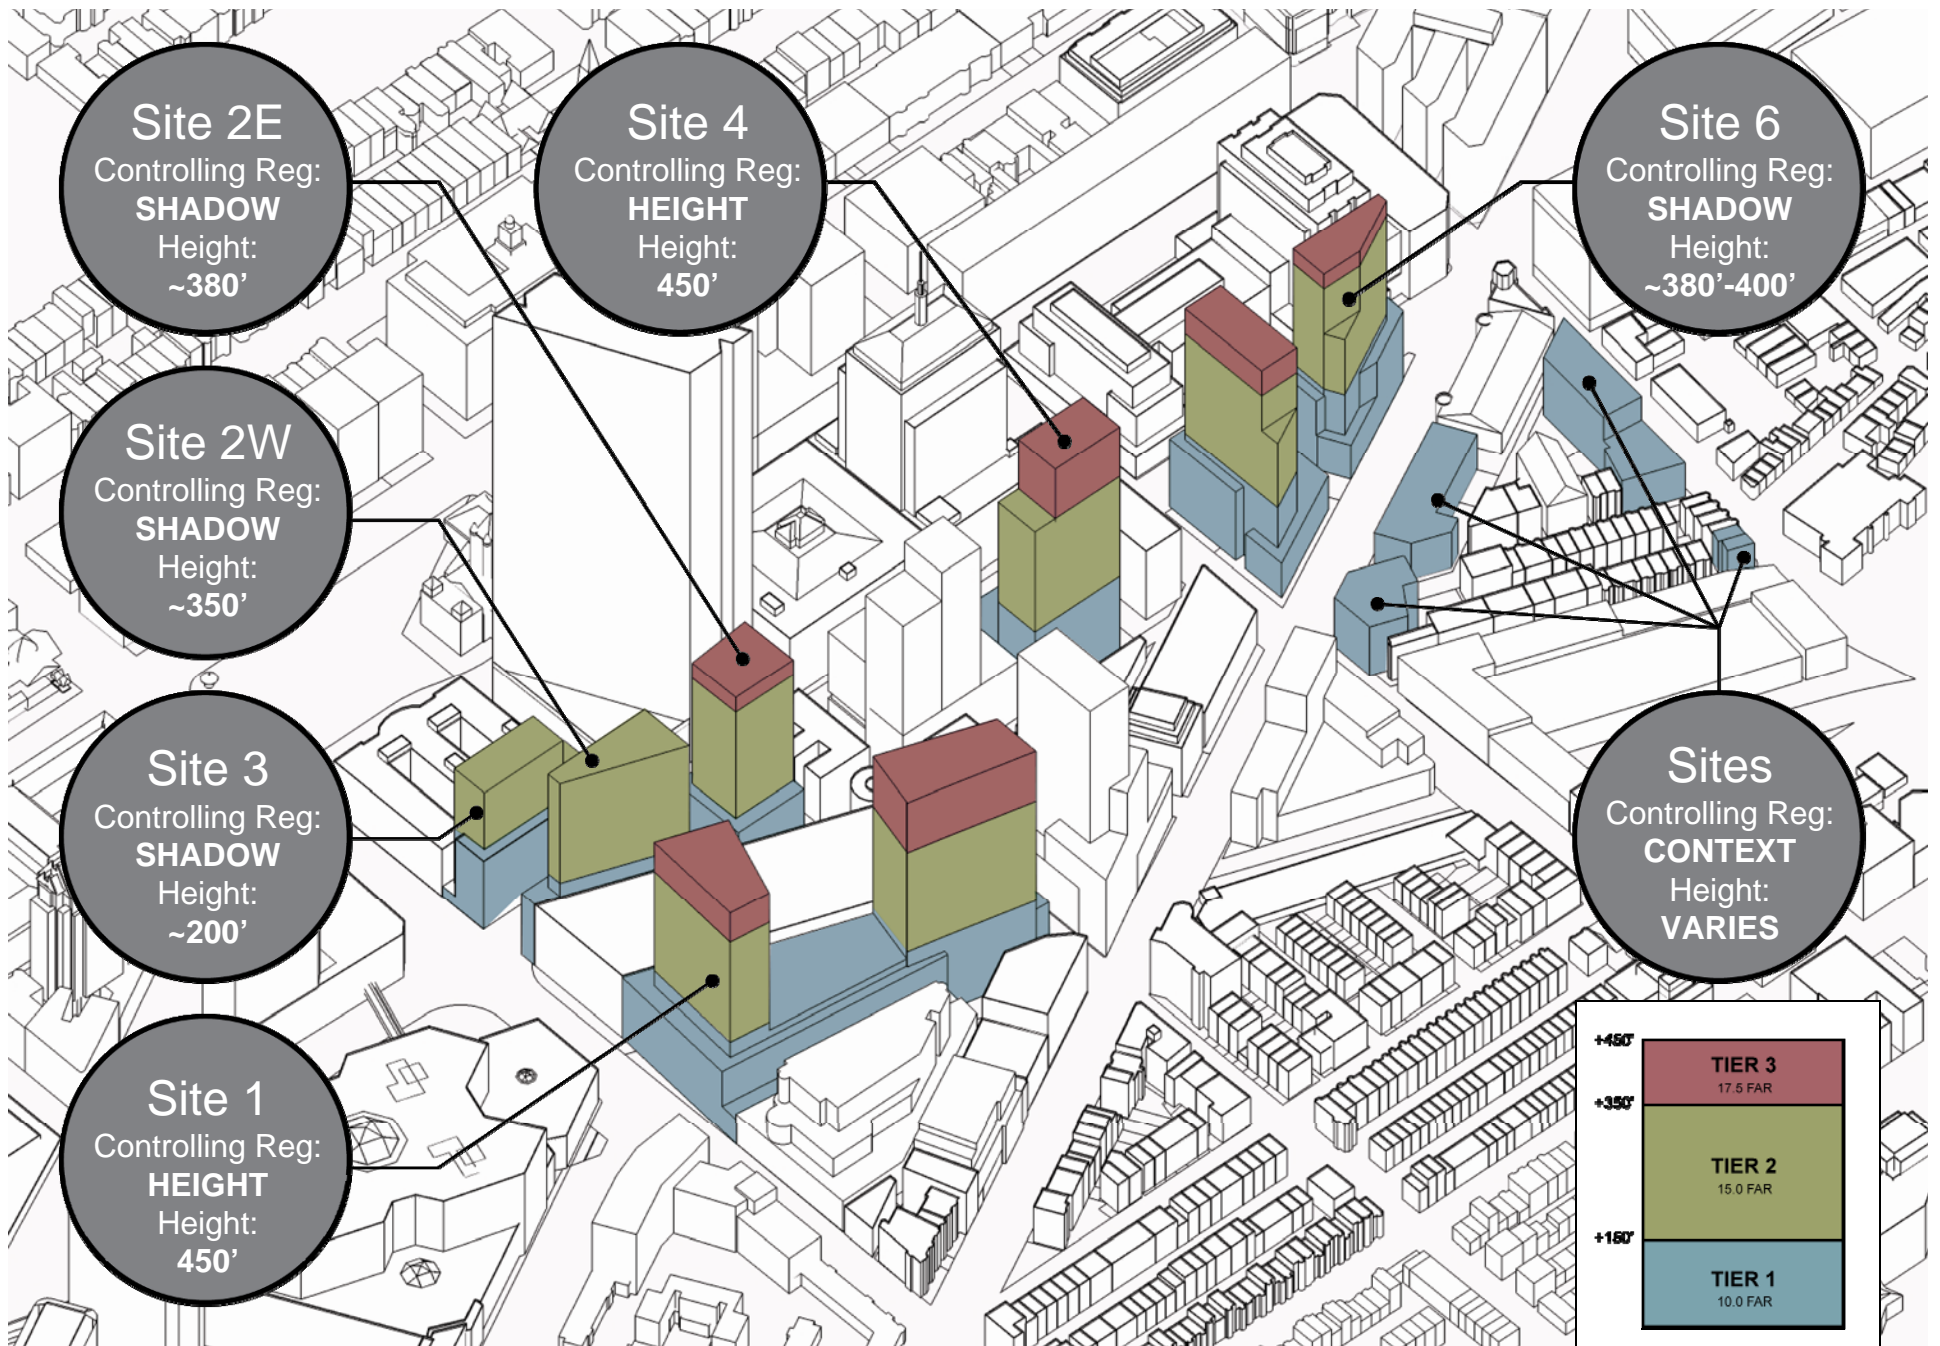 Site 2E
Controlling Reg:
SHADOW
Height:
~380’
Site 4
Controlling Reg:
HEIGHT
Height:
450’
Site 6
Controlling Reg:
SHADOW
Height:
~380’-400’
Site 2W
Controlling Reg:
SHADOW
Height:
~350’
Site 3
Controlling Reg:
SHADOW
Height:
~200’
Sites
Controlling Reg:
CONTEXT
Height:
VARIES
Site 1
Controlling Reg:
HEIGHT
Height:
450’
+450'
TIER 3
17.5 FAR
+350'
TIER 2
15.0 FAR
+150'
TIER 1
10.0 FAR